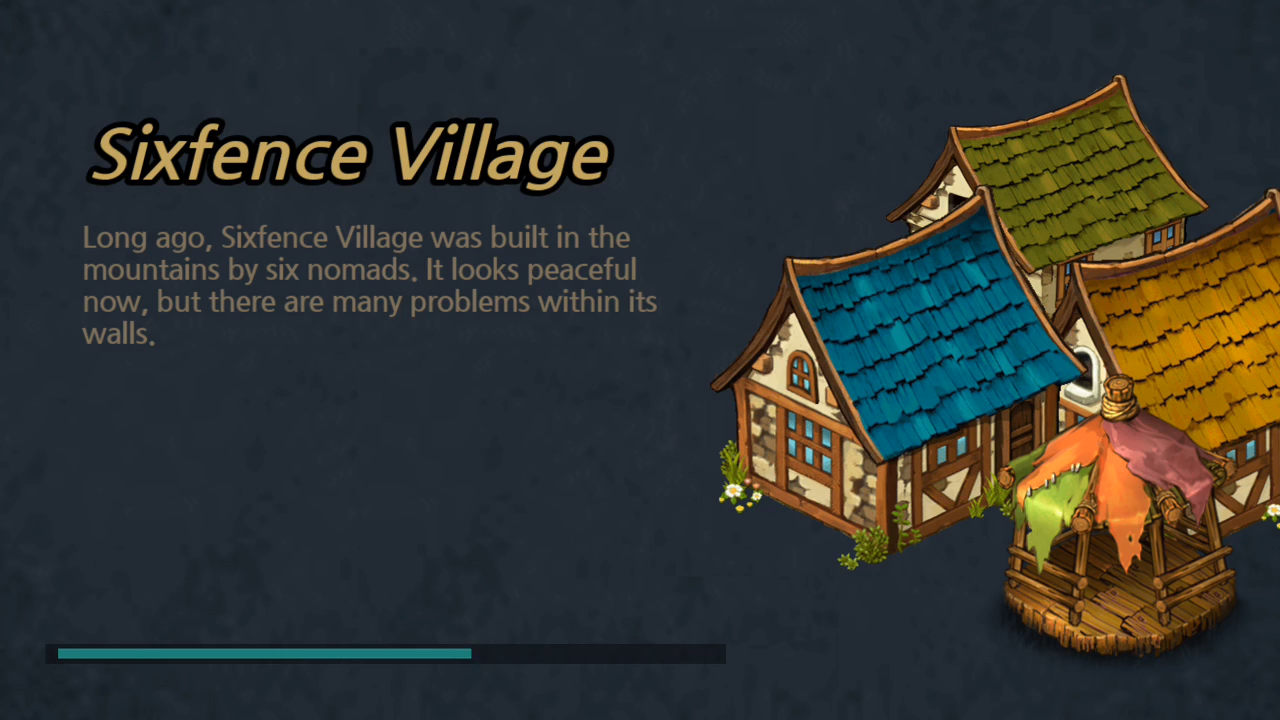 Sixfence Village
Long ago, Sixfence Village was built in the
mountains by six nomads. It looks peaceful
now, but there are many problems within its
walls.